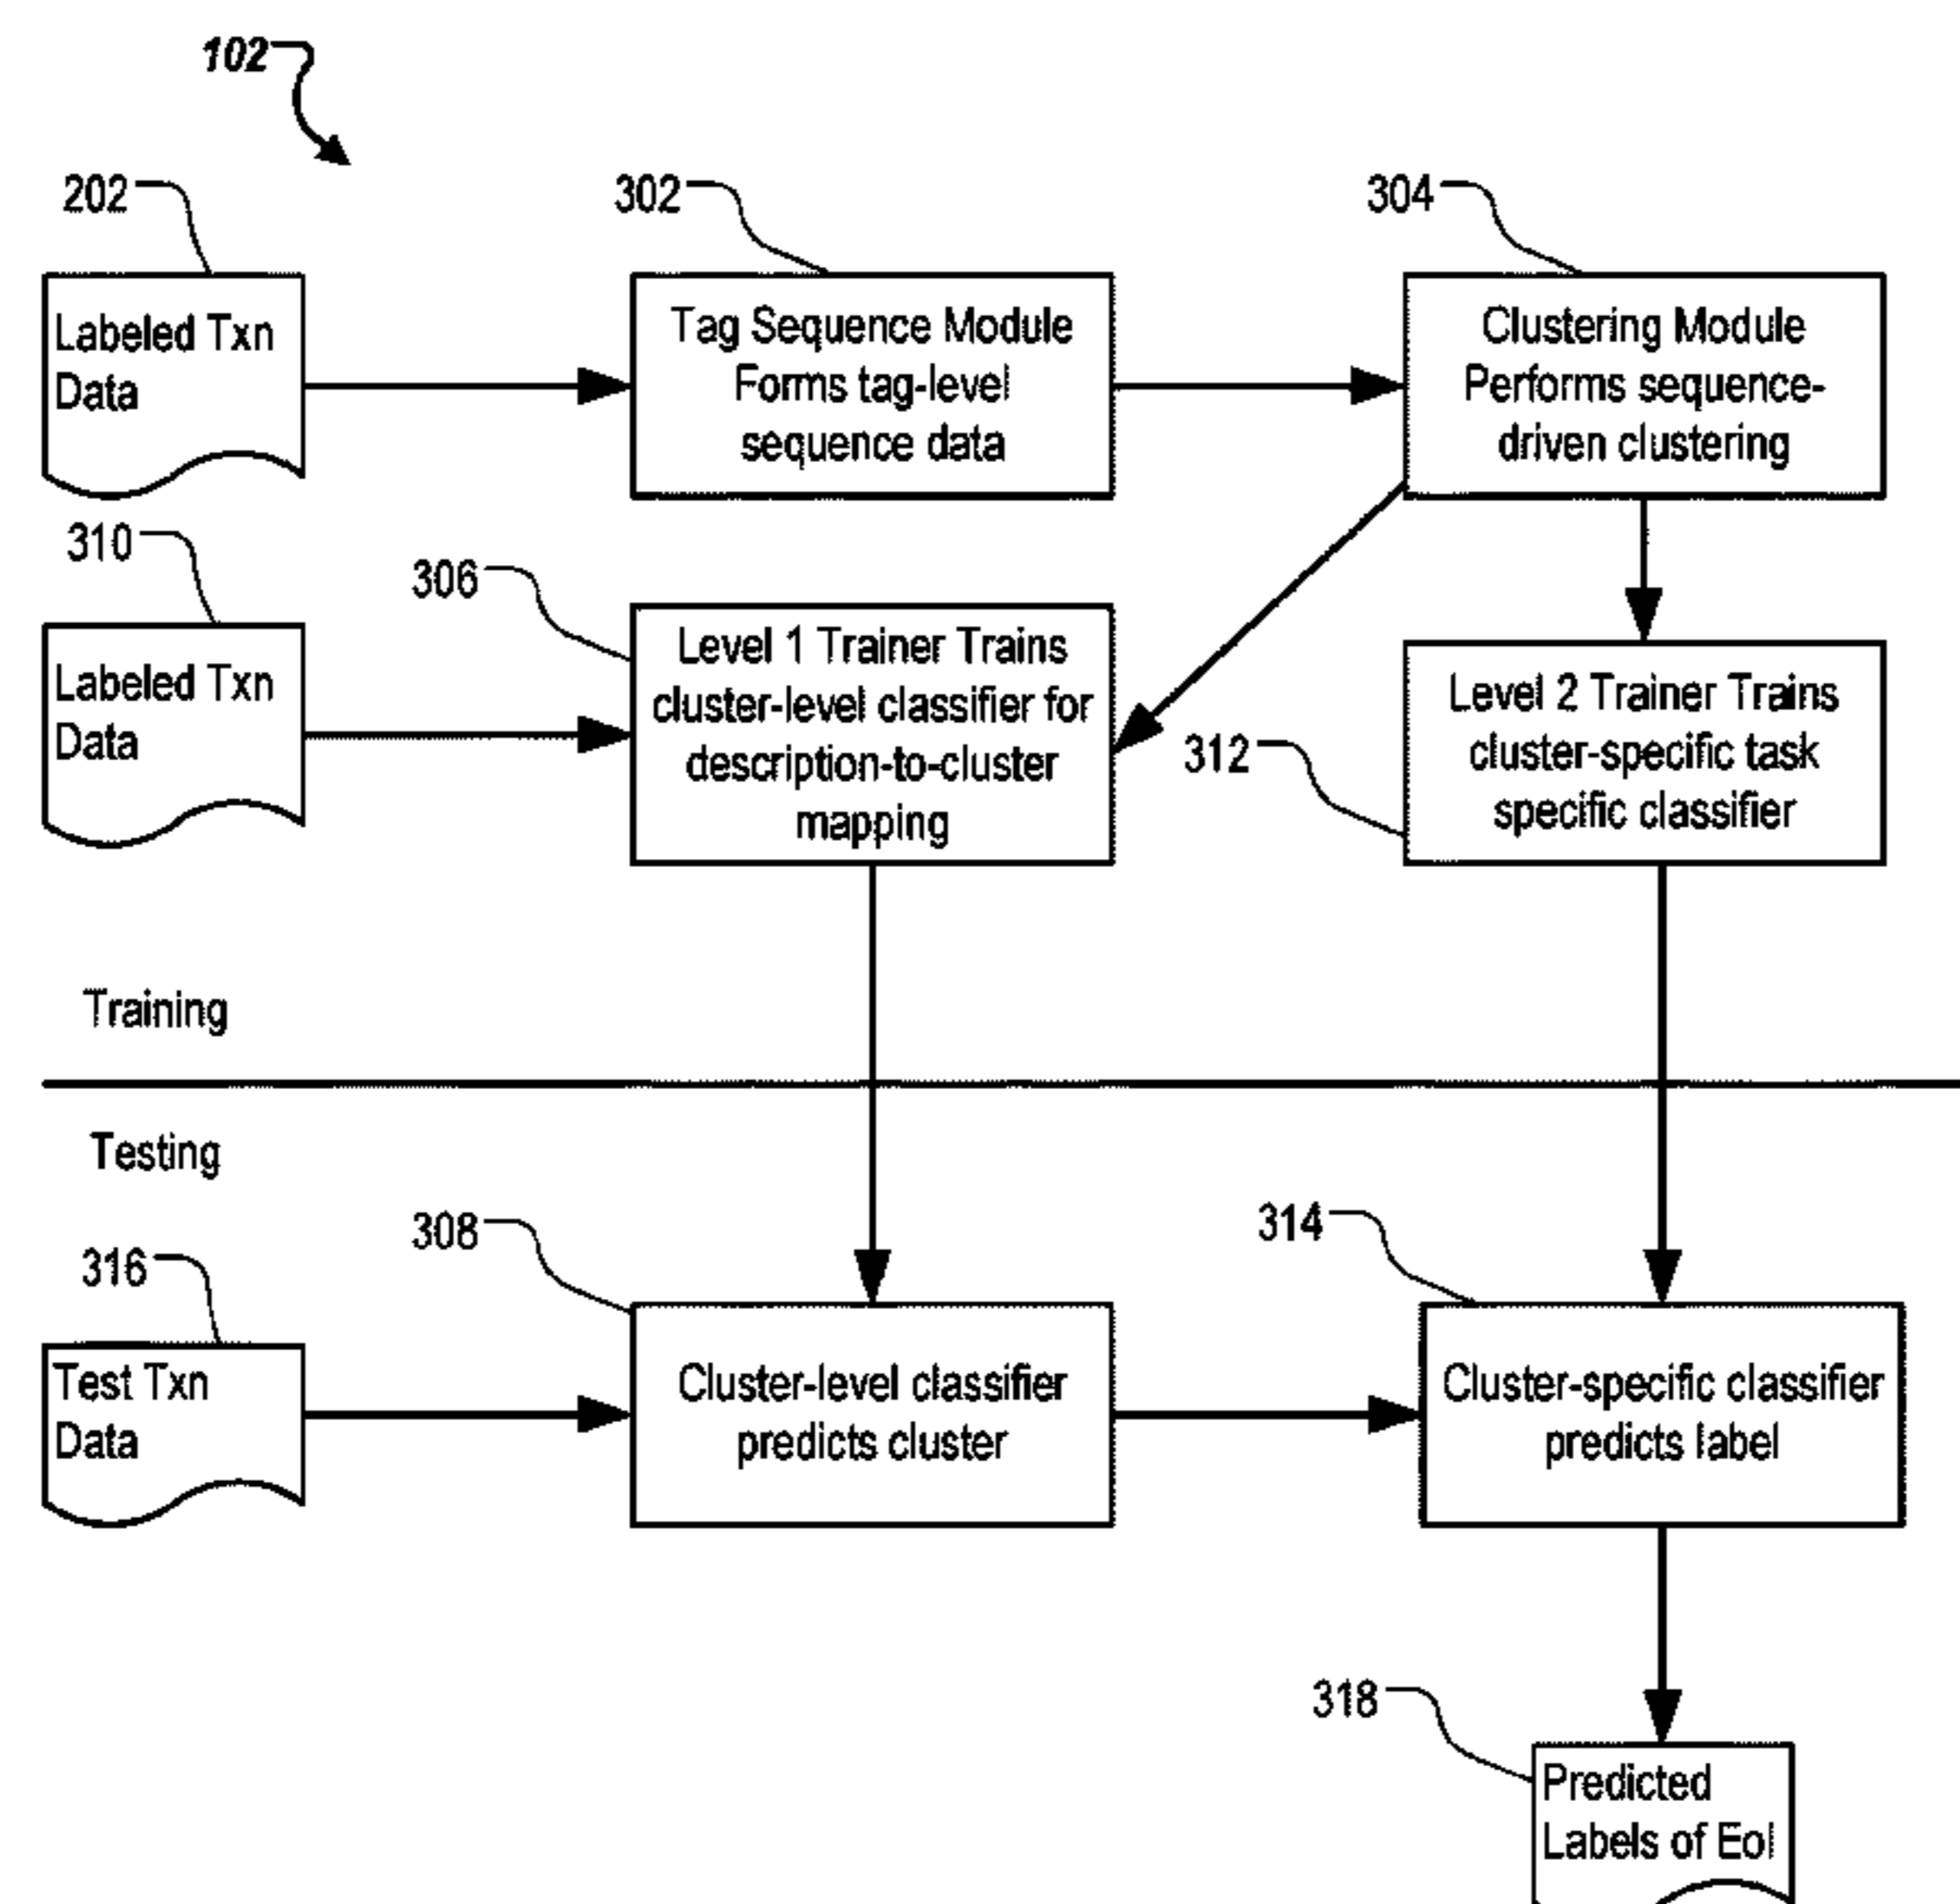 102
202
302
304
Labeled Txn
Data
Tag Sequence Module
Forms tag-level
sequence data
Clustering Module
Performs sequence-
driven clustering
310
306
Labeled Txn
Data
Level 1 Trainer Trains
cluster-level classifier for
description-to-cluster
mapping
312
Level 2 Trainer Trains
cluster-specific task
specific classifier
Training
Testing
316
308
314
Test Txn
Data
Cluster-level classifier
predicts cluster
Cluster-specific classifier
predicts label
318
Predicted
Labels of EoI